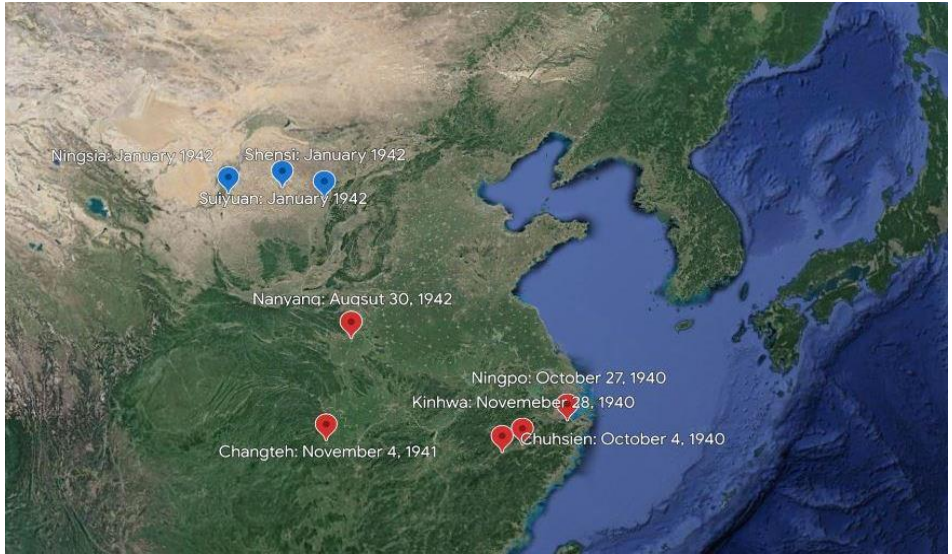 Ningsia: January 1942
Shensi: January 1942
Suiyuan: January 1942
Nanyang: Auqsut 30, 1942
Ningpo: October 27, 1940
Kinhwa: Novemeber 28, 1940
Chuhsien: October 4, 1940
Changteh: November 4, 1941